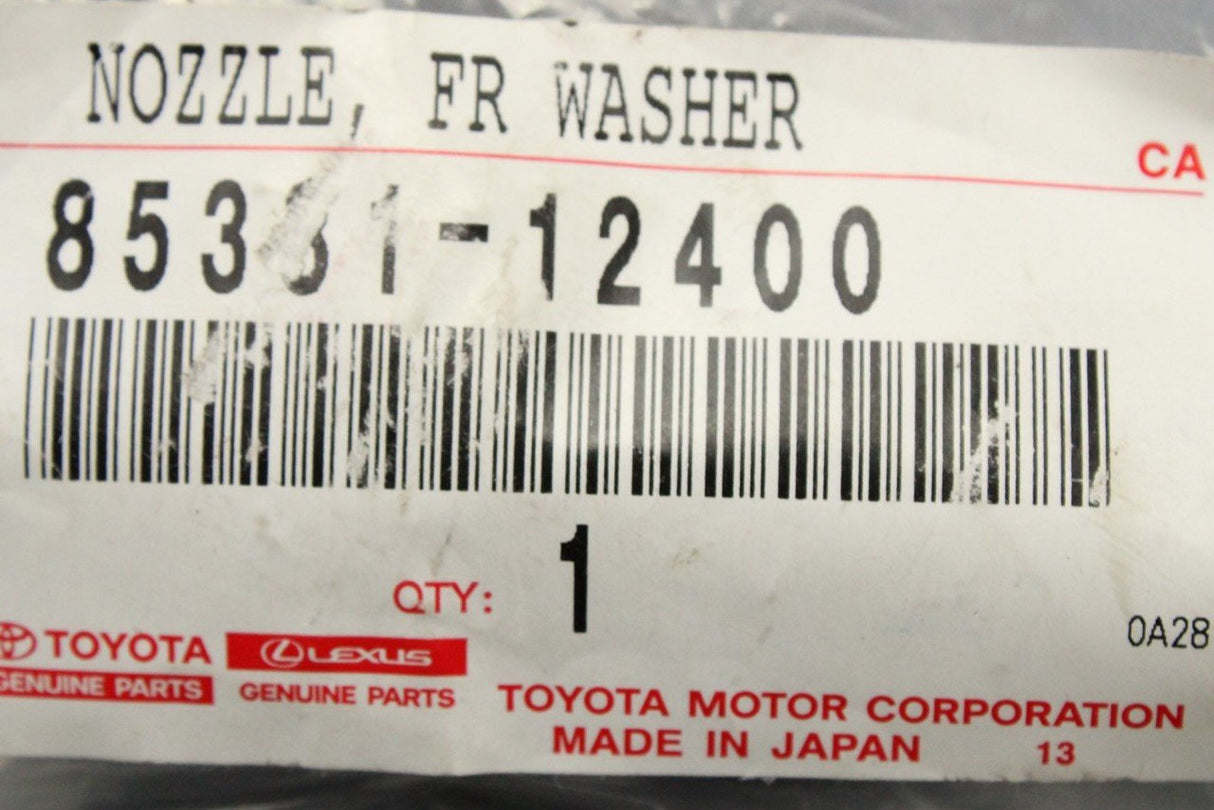 NOZZLE, FR WASHER
CA
85381-12400
QTY: 1
0A28
TOYOTA
GENUINE PARTS
LEXUS
GENUINE PARTS
TOYOTA MOTOR CORPORATION
MADE IN JAPAN 13